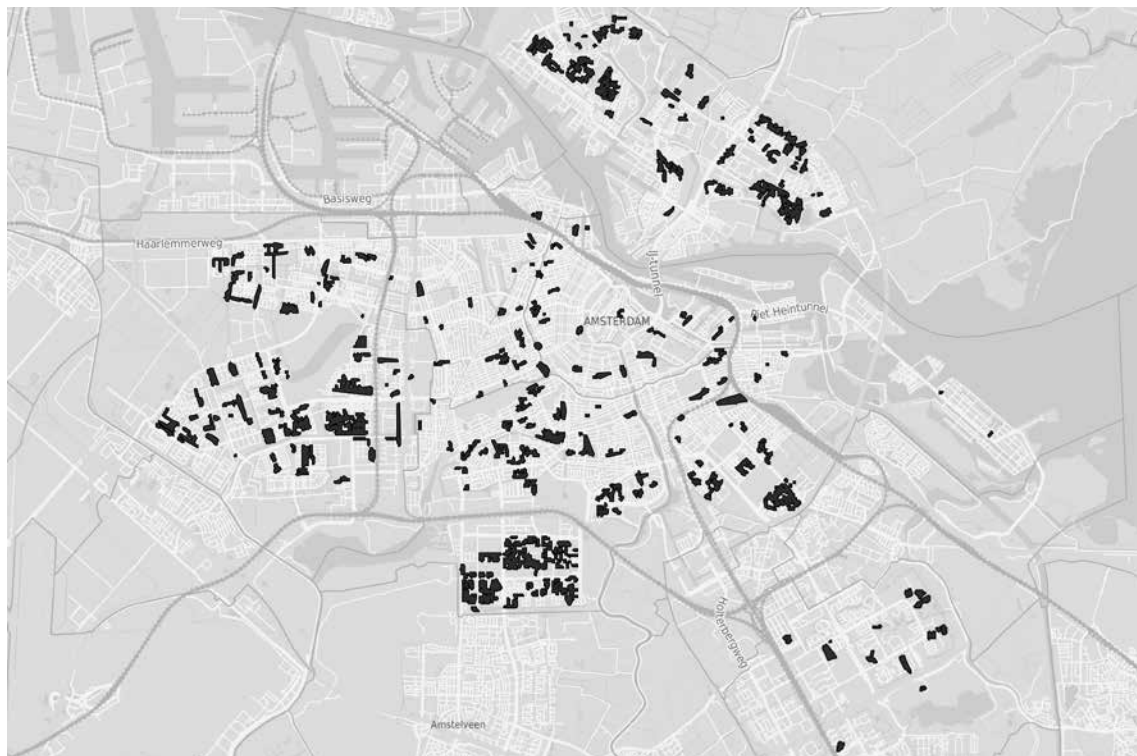 Basisweg
Haarlemmerweg
IJ-tunnel
Piet Heintunnel
AMSTERDAM
Holterbergweg
Amstelveen